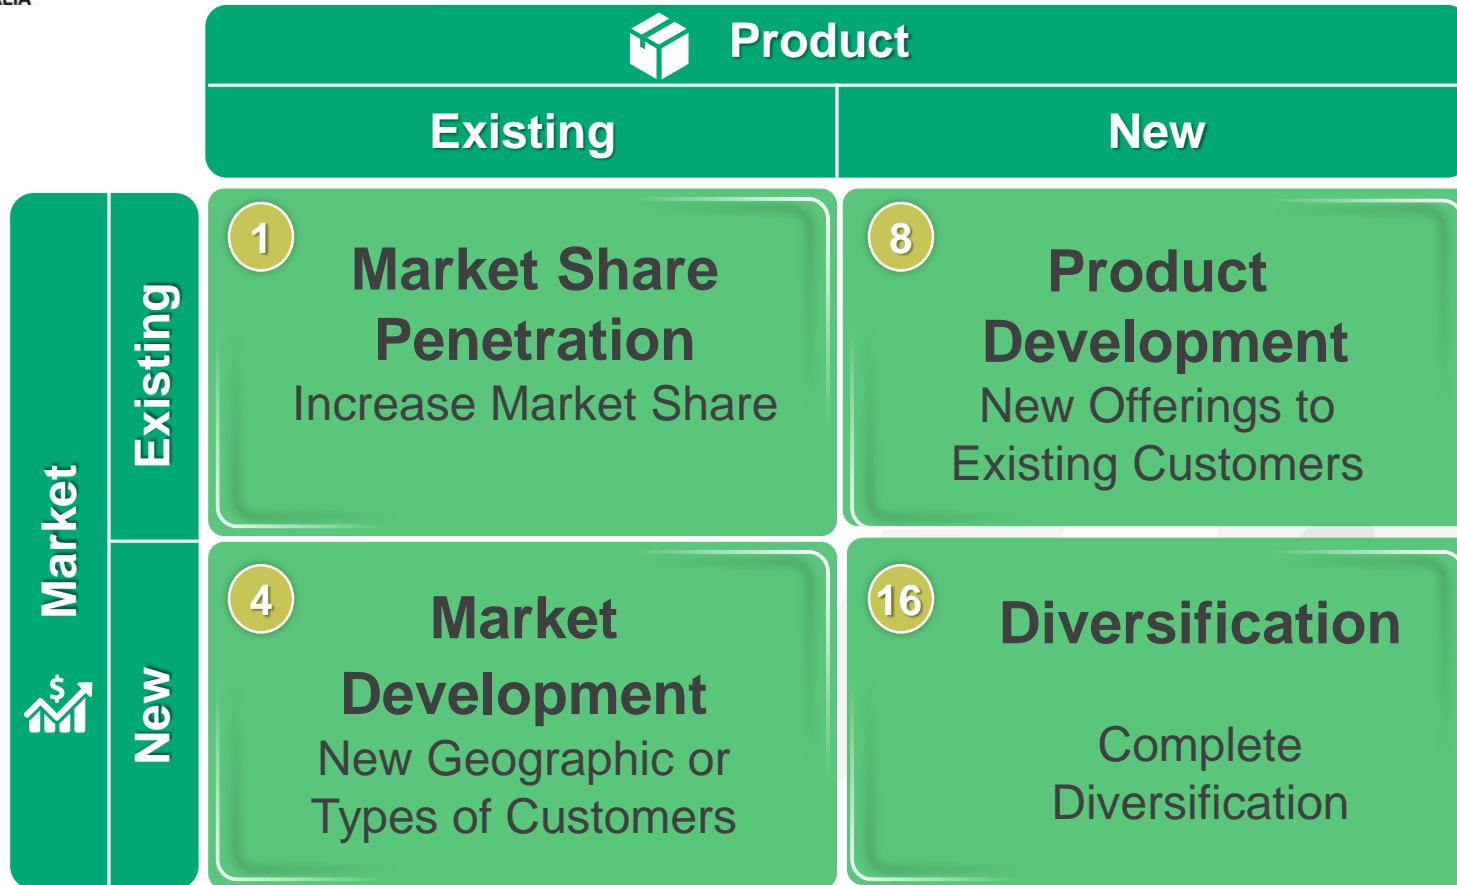 Product
Existing
New
Market
Existing
New
1
Market Share
Penetration
Increase Market Share
8
Product
Development
New Offerings to
Existing Customers
4
Market
Development
New Geographic or
Types of Customers
16
Diversification
Complete
Diversification
$